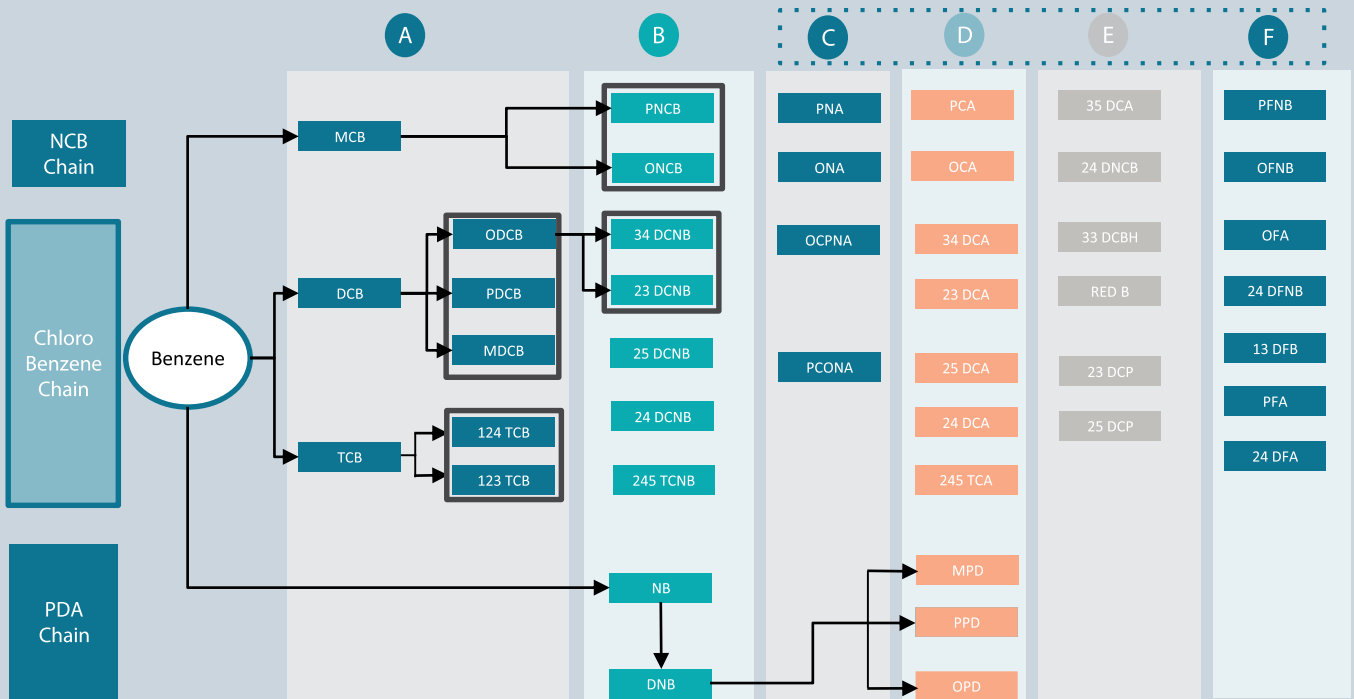 A
B
C
D
E
F
NCB
Chain
Chloro
Benzene
Chain
PDA
Chain
Benzene
MCB
DCB
TCB
ODCB
PDCB
MDCB
124 TCB
123 TCB
PNCB
ONCB
34 DCNB
23 DCNB
25 DCNB
24 DCNB
245 TCNB
NB
DNB
PNA
ONA
OCPNA
PCONA
PCA
OCA
34 DCA
23 DCA
25 DCA
24 DCA
245 TCA
MPD
PPD
OPD
35 DCA
24 DNCB
33 DCBH
RED B
23 DCP
25 DCP
PFNB
OFNB
OFA
24 DFNB
13 DFB
PFA
24 DFA